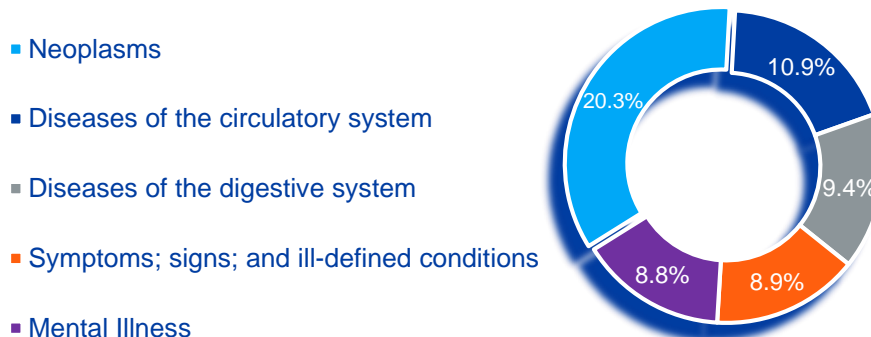 Neoplasms
Diseases of the circulatory system
Diseases of the digestive system
Symptoms; signs; and ill-defined conditions
Mental Illness
10.9%
20.3%
9.4%
8.9%
8.8%